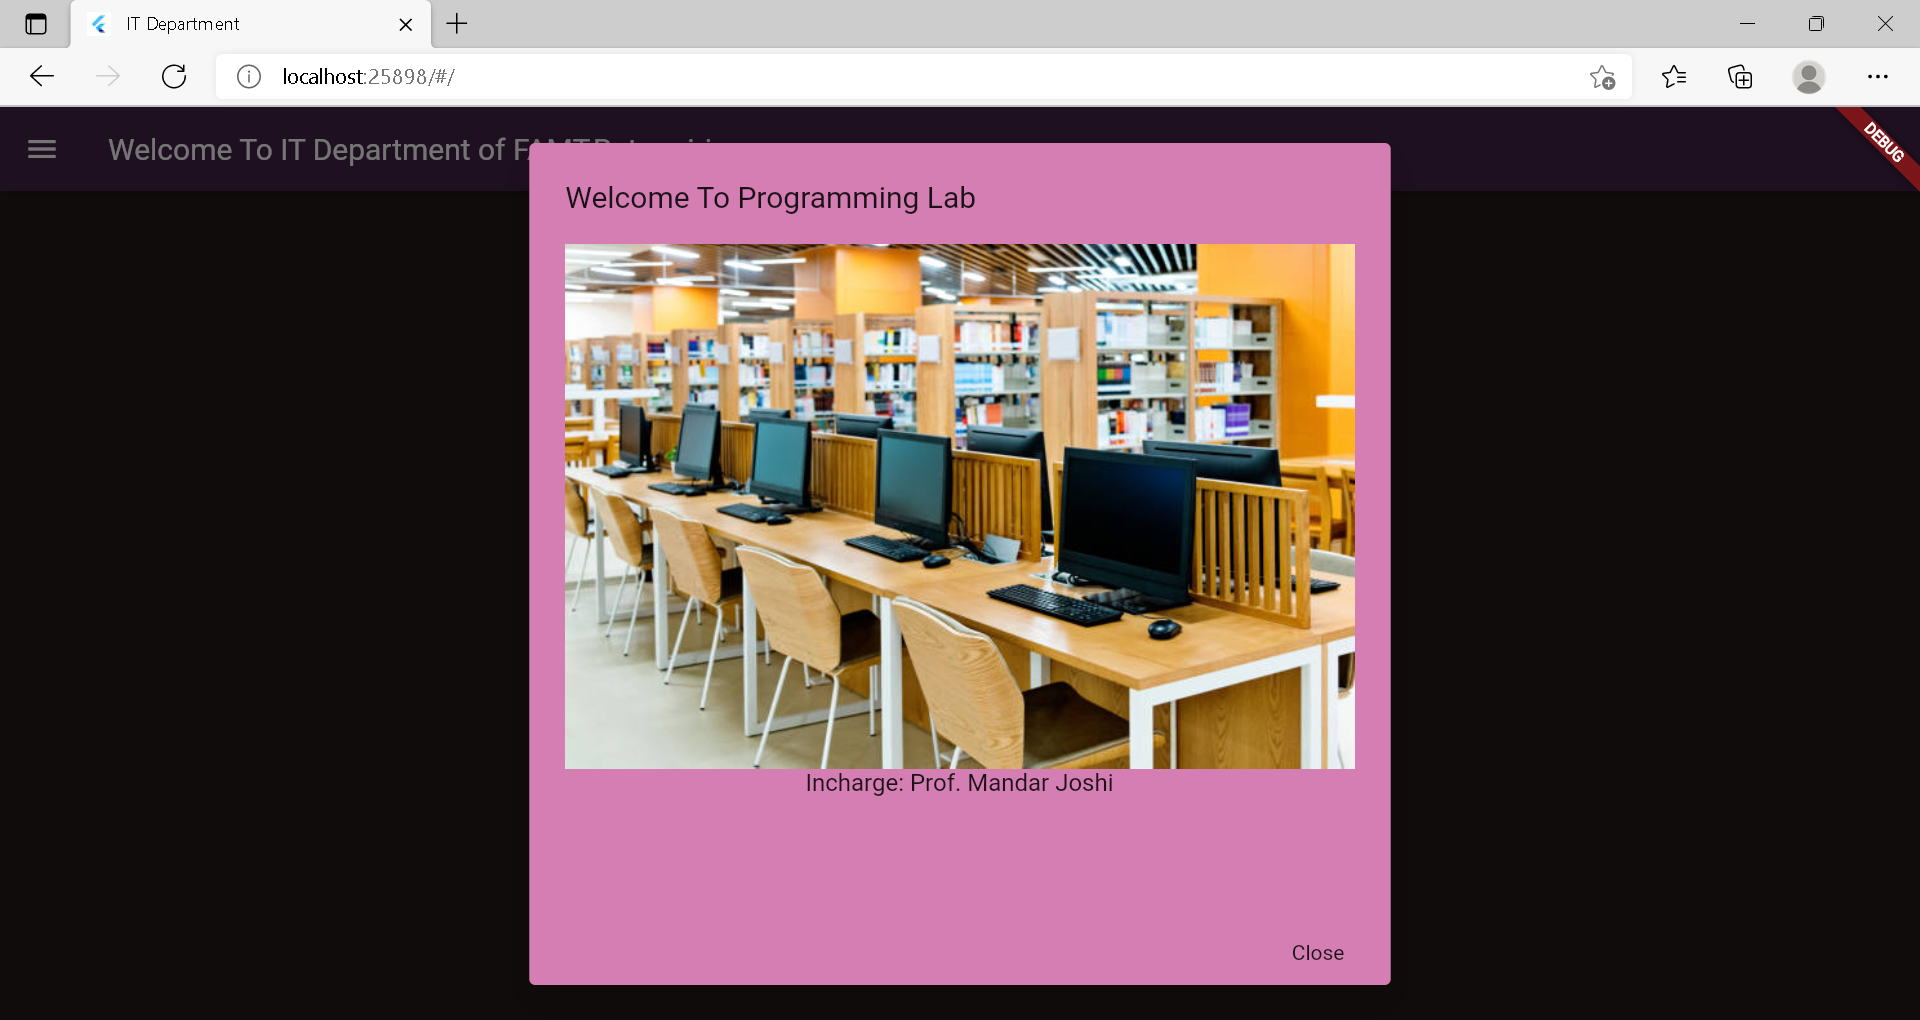 IT Department
localhost:25898/#/
Welcome To IT Department of
DEBUG
Welcome To Programming Lab
Incharge: Prof. Mandar Joshi
Close